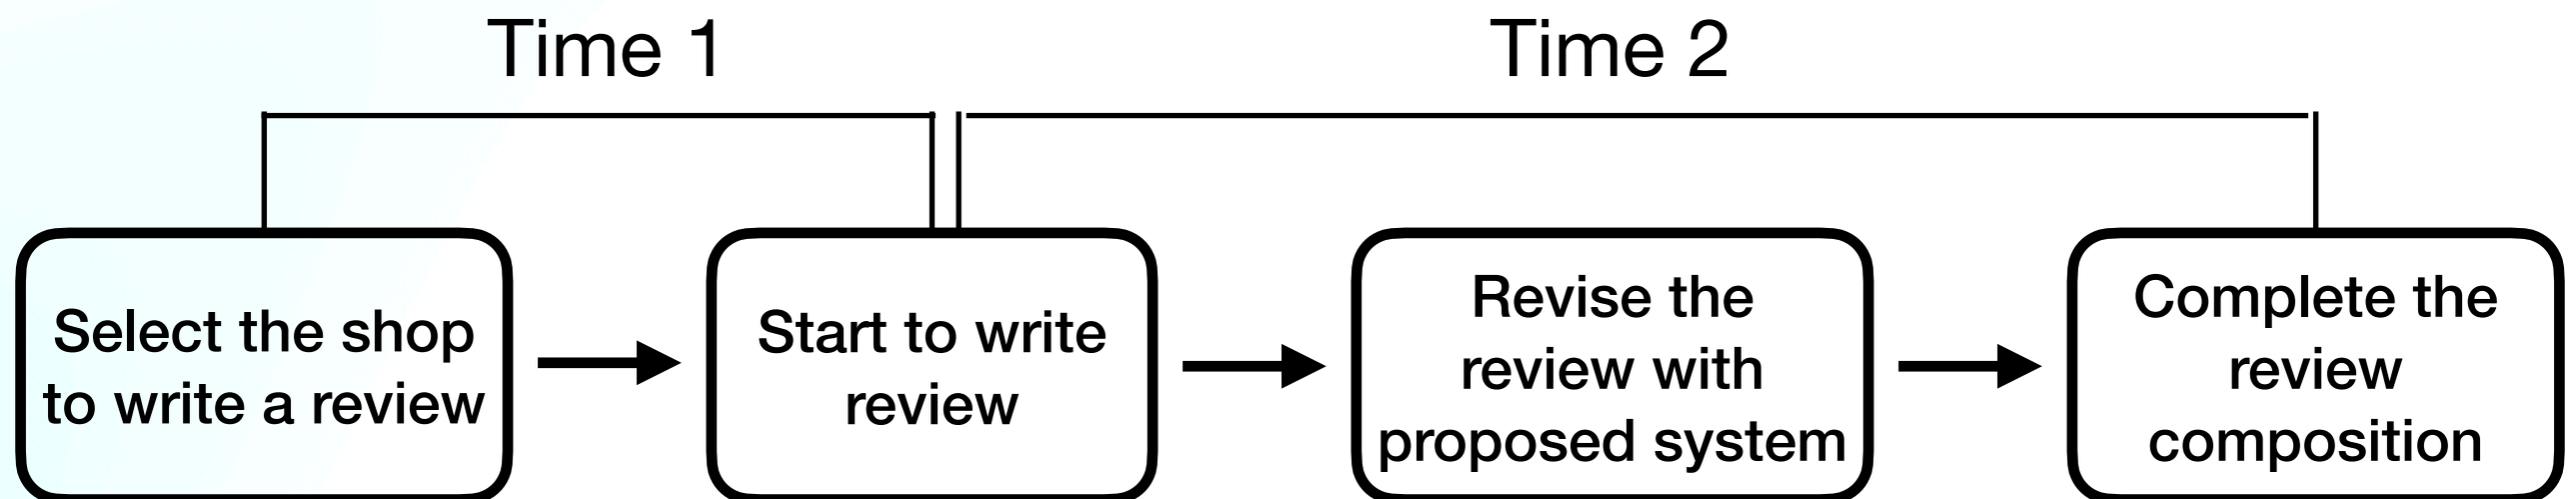 Time 1
Time 2
Select the shop
to write a review
Start to write
review
Revise the
review with
proposed system
Complete the
review
composition